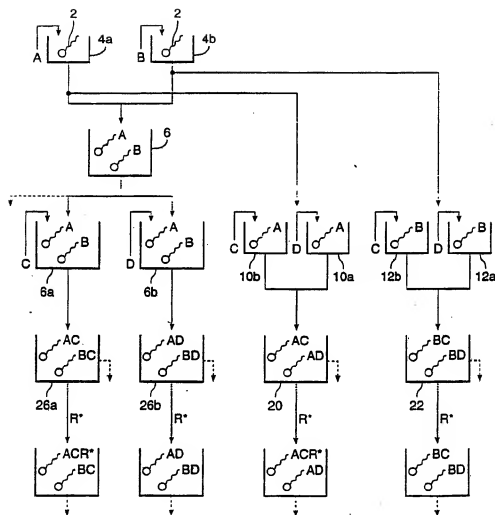 2 2
A 4a B 4b
A 6
B
A A A A B B
C B D B C D C D
6a 6b 10b 10a 12b 12a
AC AD AC BC
BC BD AD BD
26a R* 26b R* 20 R* 22 R*
ACR* AD ACR* BC
BC BD AD BD